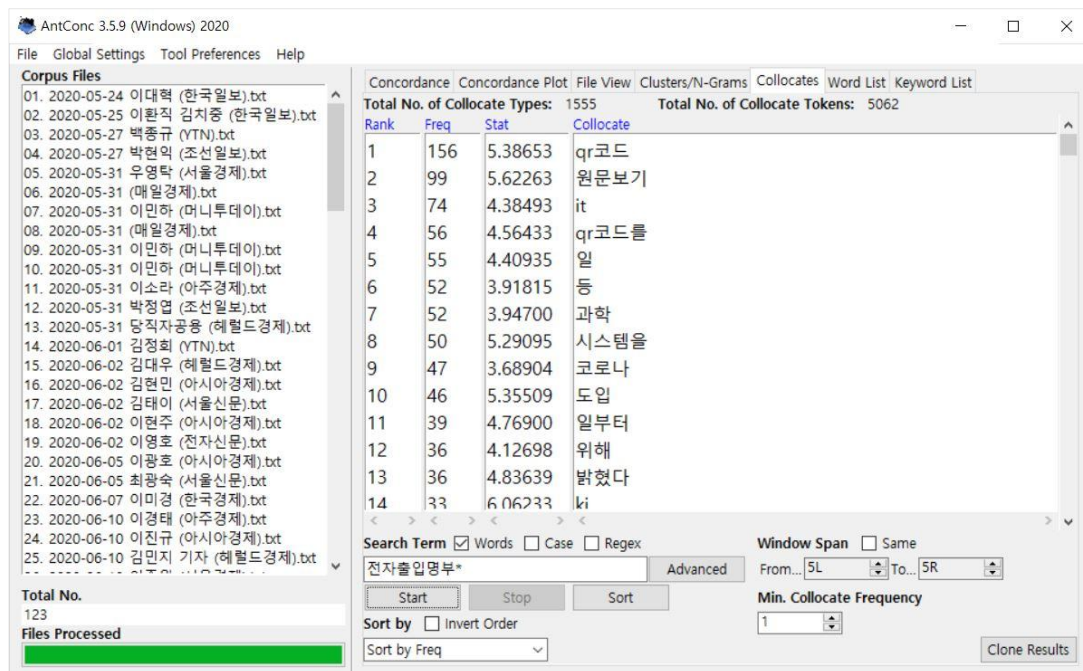 AntConc 3.5.9 (Windows) 2020
File Global Settings Tool Preferences Help
Corpus Files
01. 2020-05-24 이대혁 (한국일보).txt
02. 2020-05-25 이환직 김치중 (한국일보).txt
03. 2020-05-27 백종규 (YTN).txt
04. 2020-05-27 박현익 (조선일보).txt
05. 2020-05-31 우영탁 (서울경제).txt
06. 2020-05-31 (매일경제).txt
07. 2020-05-31 이민하 (머니투데이).txt
08. 2020-05-31 (매일경제).txt
09. 2020-05-31 이민하 (머니투데이).txt
10. 2020-05-31 이민하 (머니투데이).txt
11. 2020-05-31 이소라 (아주경제).txt
12. 2020-05-31 박정엽 (조선일보).txt
13. 2020-05-31 당직자공용 (헤럴드경제).txt
14. 2020-06-01 김정회 (YTN).txt
15. 2020-06-02 김대우 (헤럴드경제).txt
16. 2020-06-02 김현민 (아시아경제).txt
17. 2020-06-02 김태이 (서울신문).txt
18. 2020-06-02 이현주 (아시아경제).txt
19. 2020-06-02 이영호 (전자신문).txt
20. 2020-06-05 이광호 (아시아경제).txt
21. 2020-06-05 최광숙 (서울신문).txt
22. 2020-06-07 이미경 (한국경제).txt
23. 2020-06-10 이경태 (아주경제).txt
24. 2020-06-10 이진규 (아시아경제).txt
25. 2020-06-10 김민지 기자 (헤럴드경제).txt
Total No.
123
Files Processed
Concordance Concordance Plot File View Clusters/N-Grams Collocates Word List Keyword List
Total No. of Collocate Types: 1555 Total No. of Collocate Tokens: 5062
Rank Freq Stat Collocate
1 156 5.38653 qr코드
2 99 5.62263 원문보기
3 74 4.38493 it
4 56 4.56433 qr코드를
5 55 4.40935 일
6 52 3.91815 등
7 52 3.94700 과학
8 50 5.29095 시스템을
9 47 3.68904 코로나
10 46 5.35509 도입
11 39 4.76900 일부터
12 36 4.12698 위해
13 36 4.83639 밝혔다
14 33 6.06233 ki
Search Term Words Case Regex Window Span Same
전자출입명부* Advanced From... 5L To... 5R
Start Stop Sort Min. Collocate Frequency
Sort by Invert Order 1
Sort by Freq Clone Results